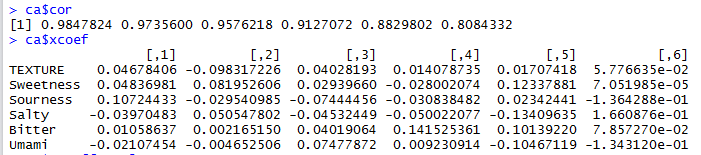 > ca$cor
[1] 0.9847824 0.9735600 0.9576218 0.9127072 0.8829802 0.8084332
> ca$xcoef
[,1] [,2] [,3] [,4] [,5] [,6]
TEXTURE 0.04678406 -0.098317226 0.04028193 0.014078735 0.01707418 5.776635e-02
Sweetness 0.04836981 0.081952606 0.02939660 -0.028002074 0.12337881 7.051985e-05
Sourness 0.10724433 -0.029540985 -0.07444456 -0.030838482 0.02342441 -1.364288e-01
Salty -0.03970483 0.050547802 -0.04532449 -0.050022077 -0.13409635 1.660876e-01
Bitter 0.01058637 0.002165150 0.04019064 0.141525361 0.10139220 7.857270e-02
Umami -0.02107454 -0.004652506 0.07477872 0.009230914 -0.10467119 -1.343120e-01